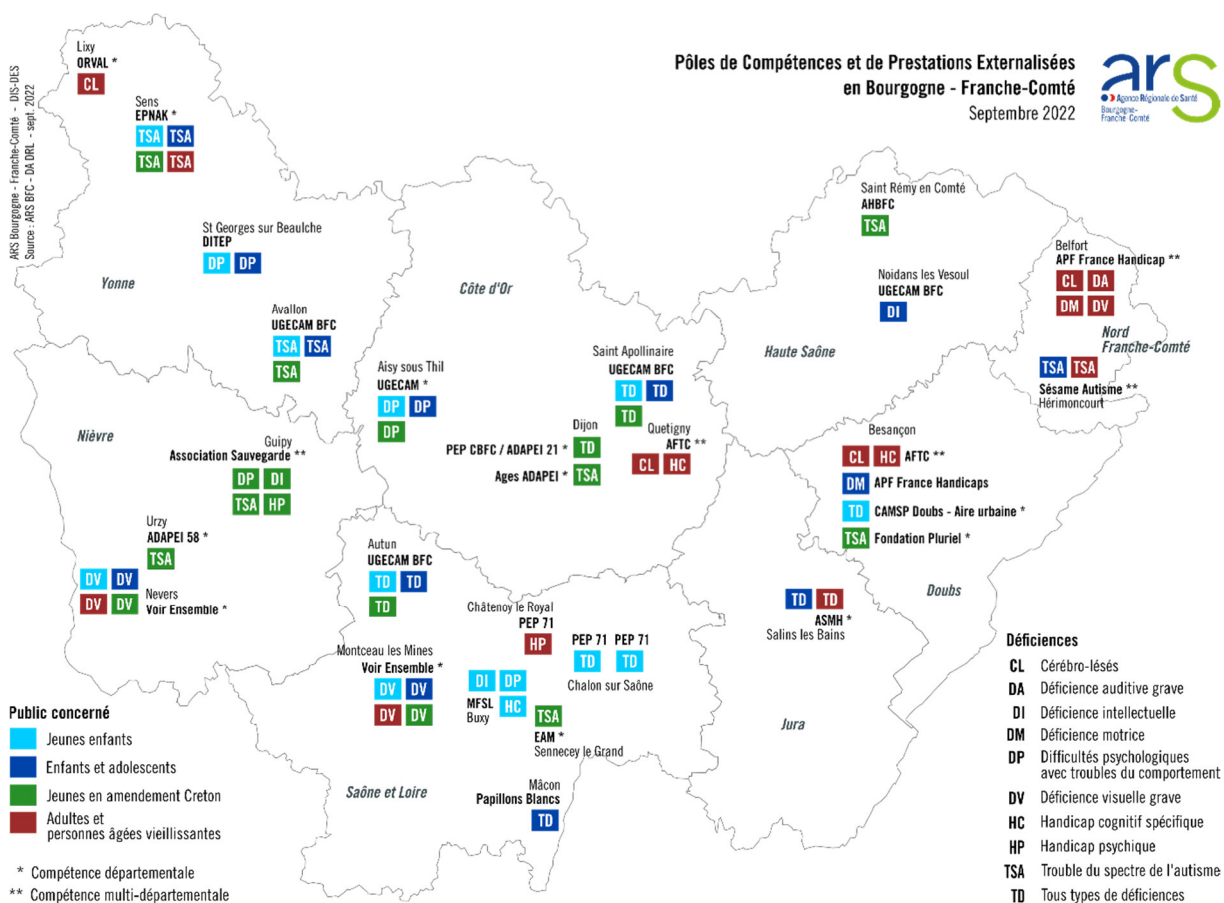 Pôles de Compétences et de Prestations Externalisées
en Bourgogne - Franche-Comté
Septembre 2022
ars
Agence Régionale de Santé
Bourgogne-
Franche-Comté
ARS Bourgogne - Franche-Comté - DIS-DES
Source : ARS BFC - DA DRL - sept. 2022
Lixy
ORVAL *
CL
Sens
EPNAK *
TSA TSA
TSA TSA
St Georges sur Beaulche
DITEP
DP DP
Yonne
Avallon
UGECAM BFC
TSA TSA
TSA
Côte d'Or
Aisy sous Thil
UGECAM *
DP DP
DP
Saint Apollinaire
UGECAM BFC
TD TD
TD
Dijon
PEP CBFC / ADAPEI 21 * TD
Ages ADAPEI * TSA
Quetigny
AFTC **
CL HC
Saint Rémy en Comté
AHBFC
TSA
Noidans les Vesoul
UGECAM BFC
DI
Haute Saône
Belfort
APF France Handicap **
CL DA
DM DV
Nord
Franche-Comté
TSA TSA
Sésame Autisme **
Hérimoncourt
Nièvre
Guipy
Association Sauvegarde **
DP DI
TSA HP
Urzy
ADAPEI 58 *
TSA
DV DV
DV DV
Nevers
Voir Ensemble *
Besançon
CL HC AFTC **
DM APF France Handicaps
TD CAMSP Doubs - Aire urbaine *
TSA Fondation Pluriel *
Doubs
Autun
UGECAM BFC
TD TD
TD
Châtenoy le Royal
PEP 71
HP
PEP 71 PEP 71
TD TD
Chalon sur Saône
Montceau les Mines
Voir Ensemble *
DV DV
DV DV
DI DP
HC
MFSL
Buxy
TSA
EAM *
Sennecey le Grand
Saône et Loire
Mâcon
Papillons Blancs
TD
TD TD
ASMH *
Salins les Bains
Jura
Public concerné
Jeunes enfants
Enfants et adolescents
Jeunes en amendement Creton
Adultes et
personnes âgées vieillissantes
* Compétence départementale
** Compétence multi-départementale
Déficiences
CL Cérébro-lésés
DA Déficience auditive grave
DI Déficience intellectuelle
DM Déficience motrice
DP Difficultés psychologiques
avec troubles du comportement
DV Déficience visuelle grave
HC Handicap cognitif spécifique
HP Handicap psychique
TSA Trouble du spectre de l'autisme
TD Tous types de déficiences